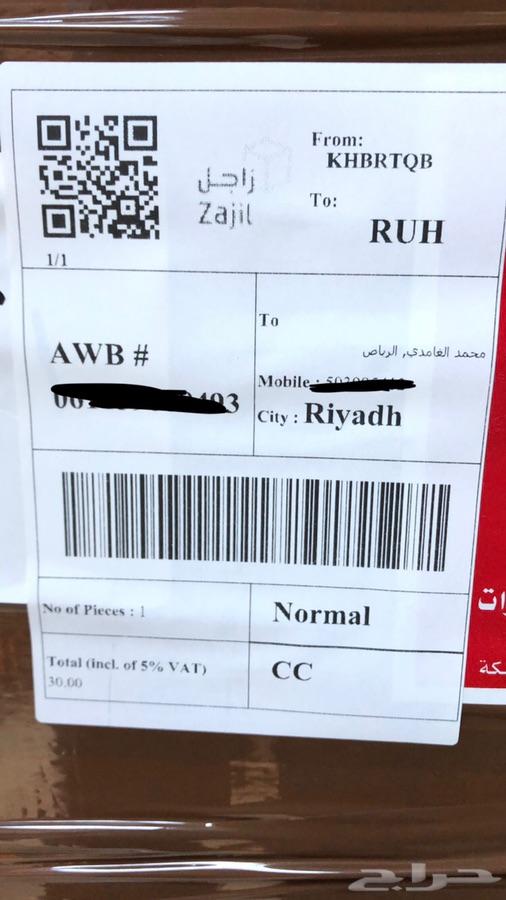 From:
KHBRTQB
زاجل
Zajil
To:
RUH
1/1
AWB #
To
محمد الغامدي, الرياض
Mobile :
City : Riyadh
No of Pieces : 1
Normal
Total (incl. of 5% VAT)
30.00
CC
حراج